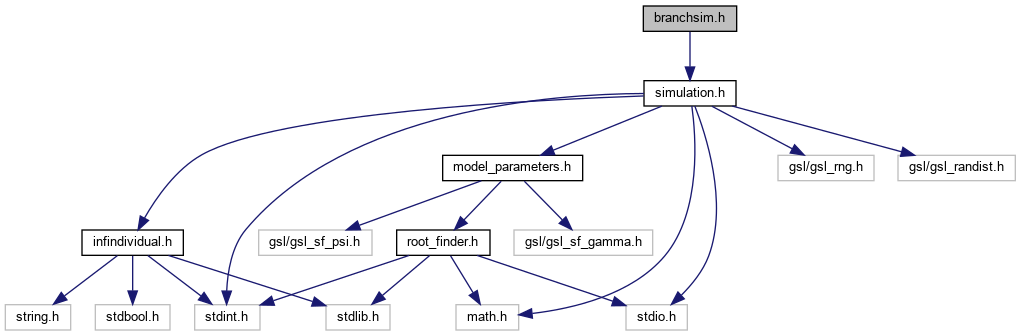 branchsim.h
simulation.h
model_parameters.h
gsl/gsl_rng.h
gsl/gsl_randist.h
infindividual.h
gsl/gsl_sf_psi.h
root_finder.h
gsl/gsl_sf_gamma.h
string.h
stdbool.h
stdint.h
stdlib.h
math.h
stdio.h